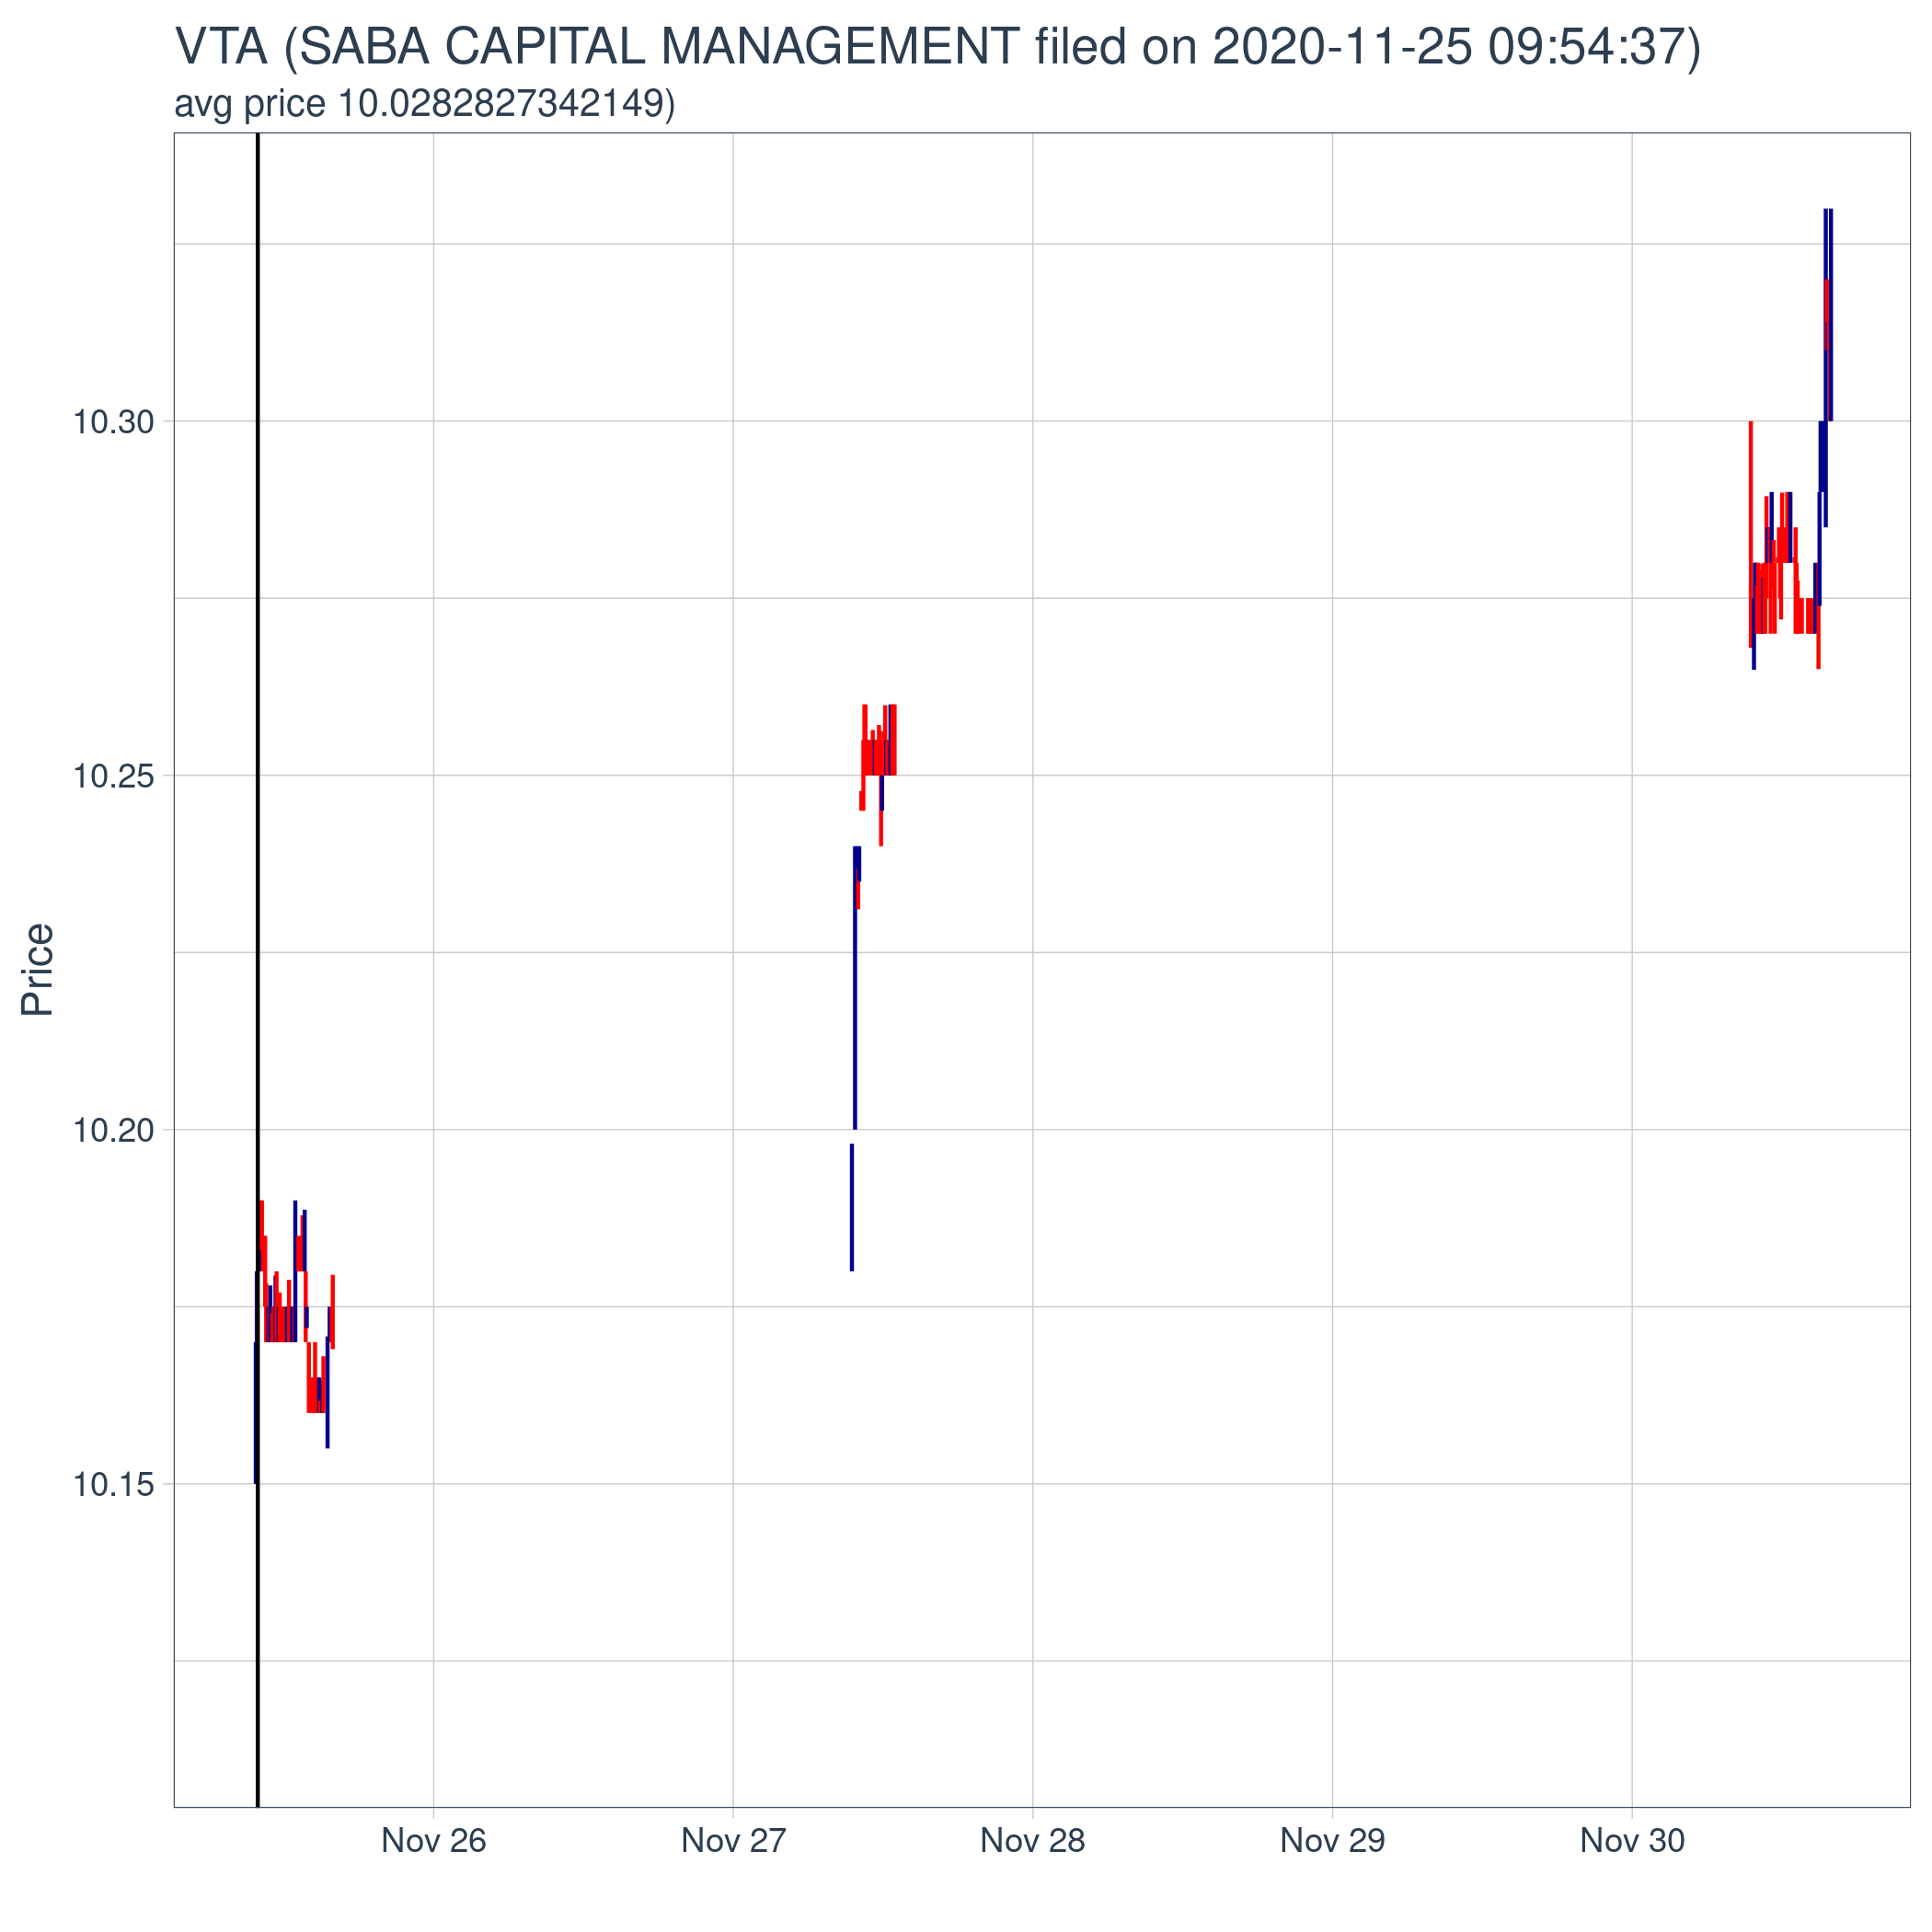 VTA (SABA CAPITAL MANAGEMENT filed on 2020-11-25 09:54:37)
avg price 10.0282827342149)
10.30
10.25
10.20
10.15
Price
Nov 26
Nov 27
Nov 28
Nov 29
Nov 30